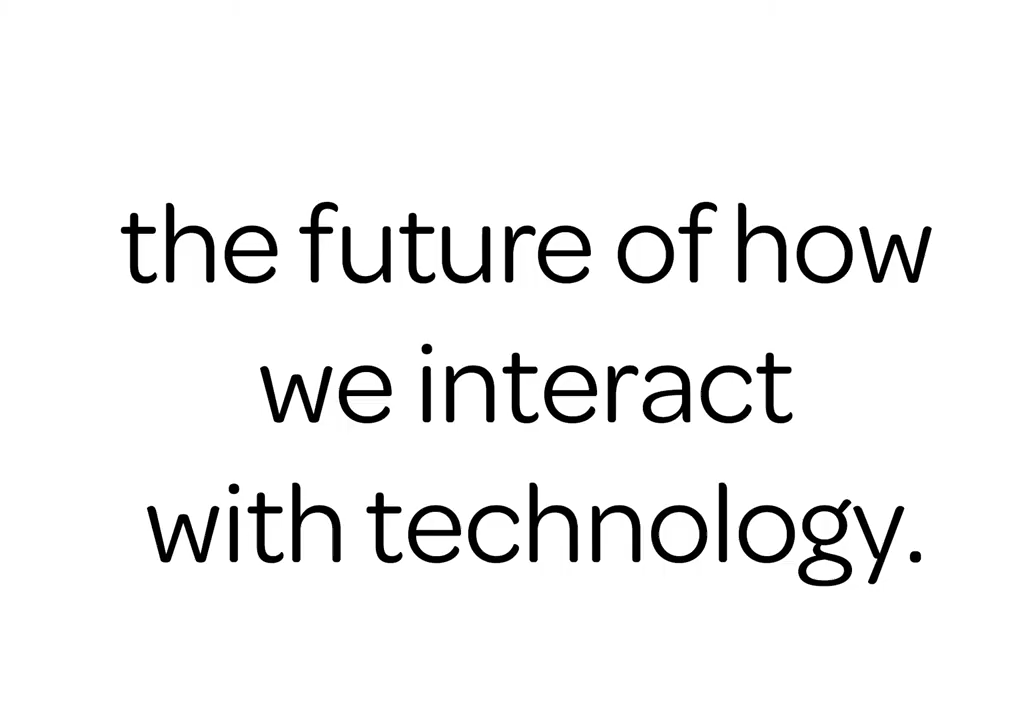 the future of how
we interact
with technology.